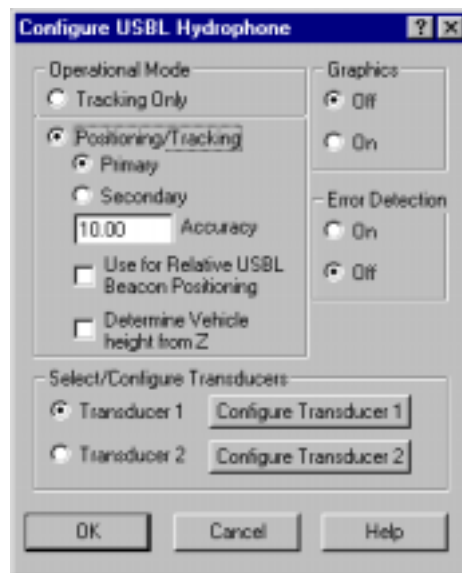 Configure USBL Hydrophone
Operational Mode
Tracking Only
Positioning/Tracking
Primary
Secondary
10.00 Accuracy
Use for Relative USBL
Beacon Positioning
Determine Vehicle
height from Z
Graphics
Off
On
Error Detection
On
Off
Select/Configure Transducers
Transducer 1 Configure Transducer 1
Transducer 2 Configure Transducer 2
OK Cancel Help